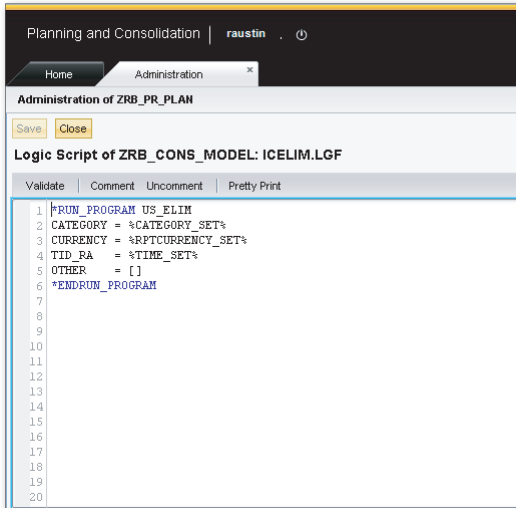 Planning and Consolidation | raustin .
Home Administration ×
Administration of ZRB_PR_PLAN
Save Close
Logic Script of ZRB_CONS_MODEL: ICELIM.LGF
Validate | Comment Uncomment | Pretty Print
1 *RUN_PROGRAM US_ELIM
2 CATEGORY = %CATEGORY_SET%
3 CURRENCY = %RPTCURRENCY_SET%
4 TID_RA   = %TIME_SET%
5 OTHER    = []
6 *ENDRUN_PROGRAM
7
8
9
10
11
12
13
14
15
16
17
18
19
20